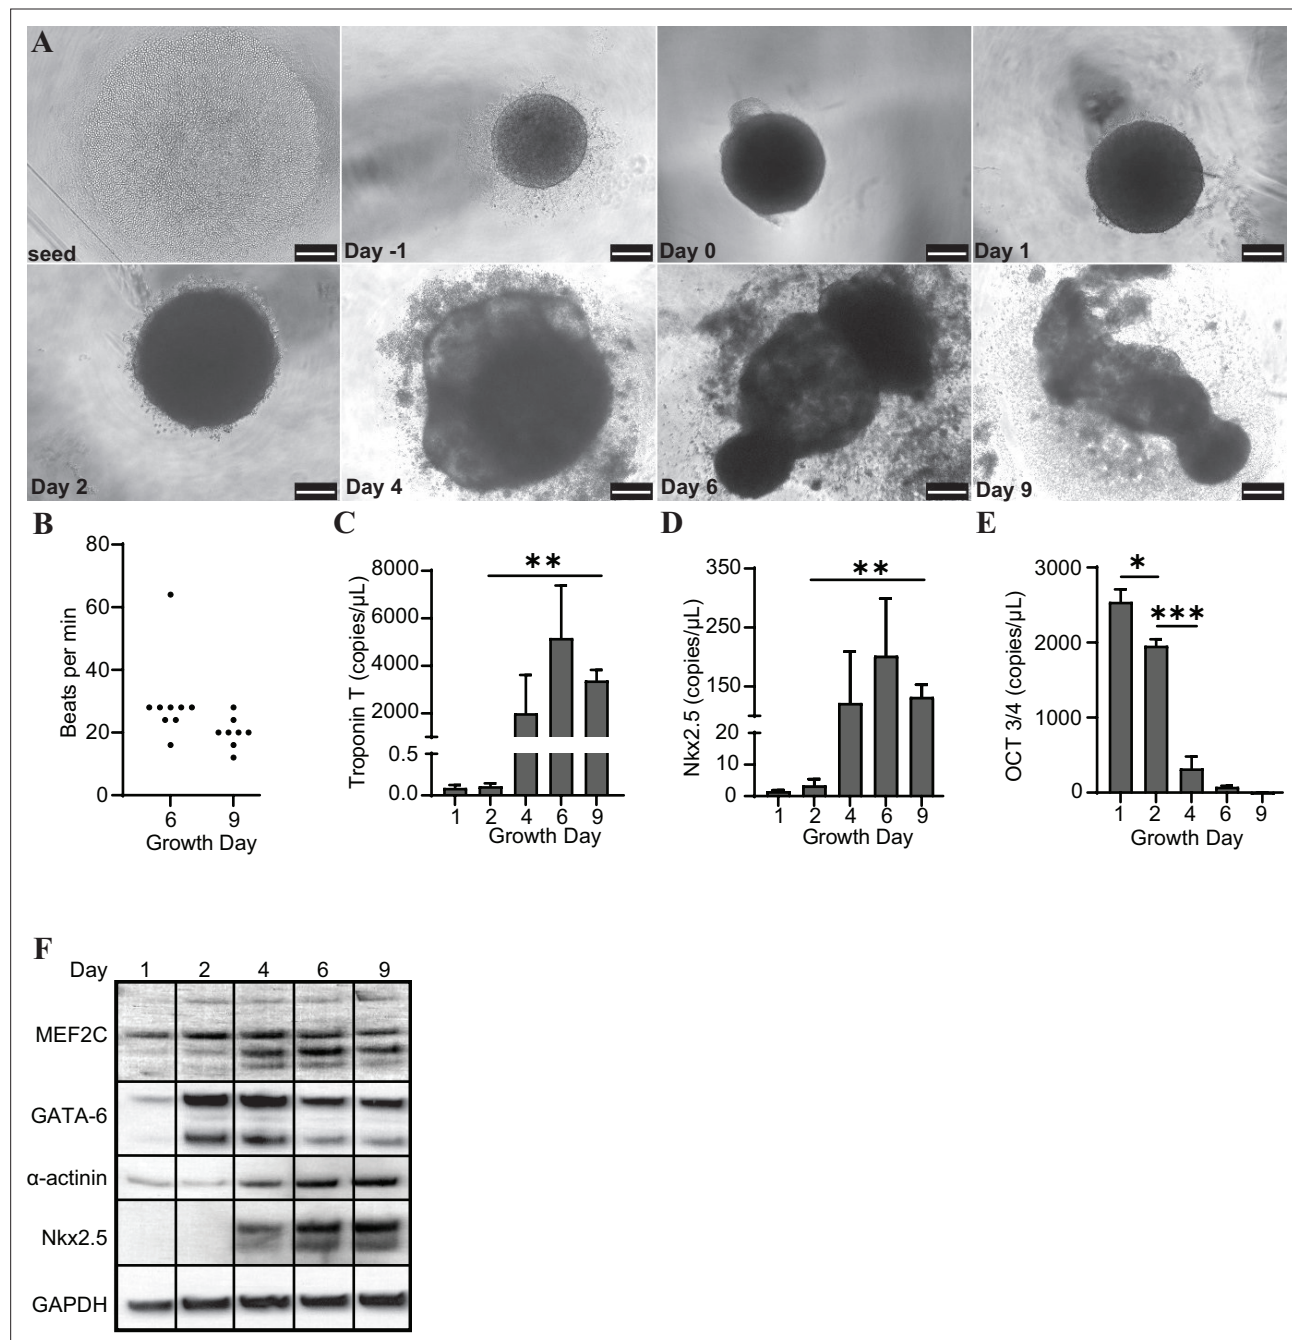 A
seed
Day -1
Day 0
Day 1
Day 2
Day 4
Day 6
Day 9
B
80
60
40
20
0
Beats per min
6 9
Growth Day
C
**
8000
6000
4000
2000
0.5
0.0
Troponin T (copies/µL)
1 2 4 6 9
Growth Day
D
**
350
250
150
20
10
0
Nkx2.5 (copies/µL)
1 2 4 6 9
Growth Day
E
*
***
3000
2000
1000
0
OCT 3/4 (copies/µL)
1 2 4 6 9
Growth Day
F
Day 1 2 4 6 9
MEF2C
GATA-6
α-actinin
Nkx2.5
GAPDH